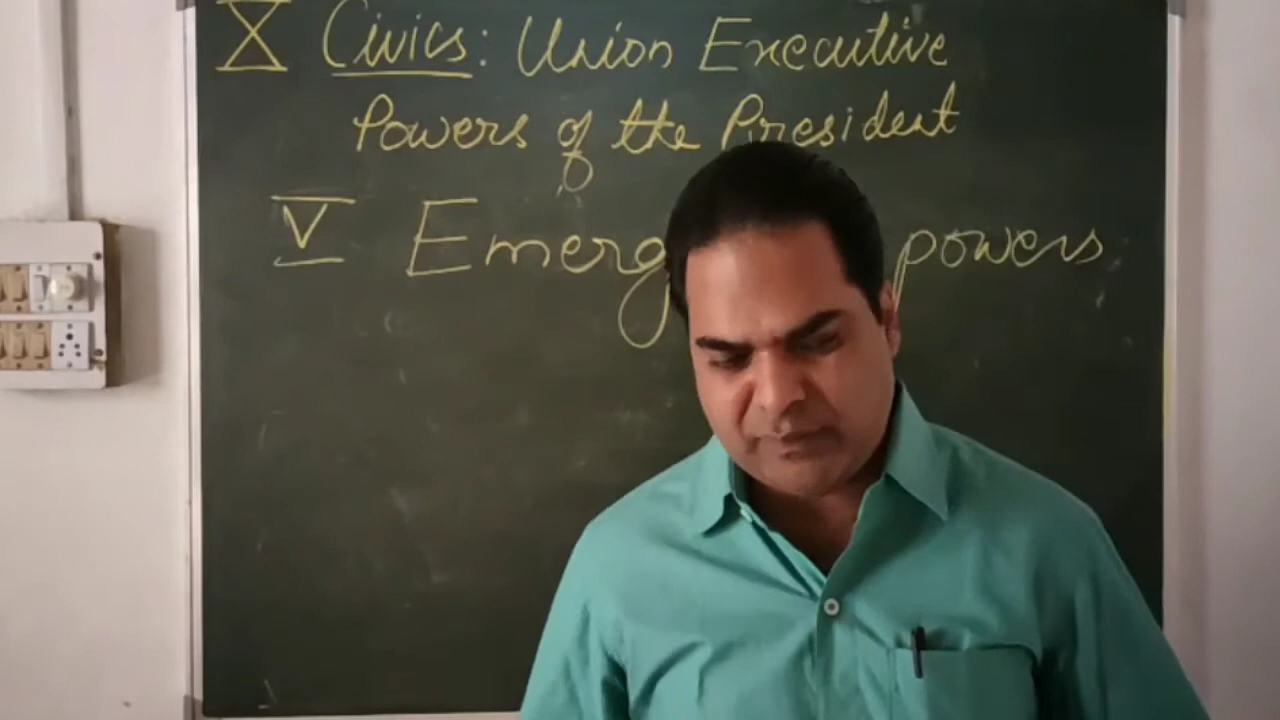 X Civics: Union Executive
Powers of the President
V Emerg powers